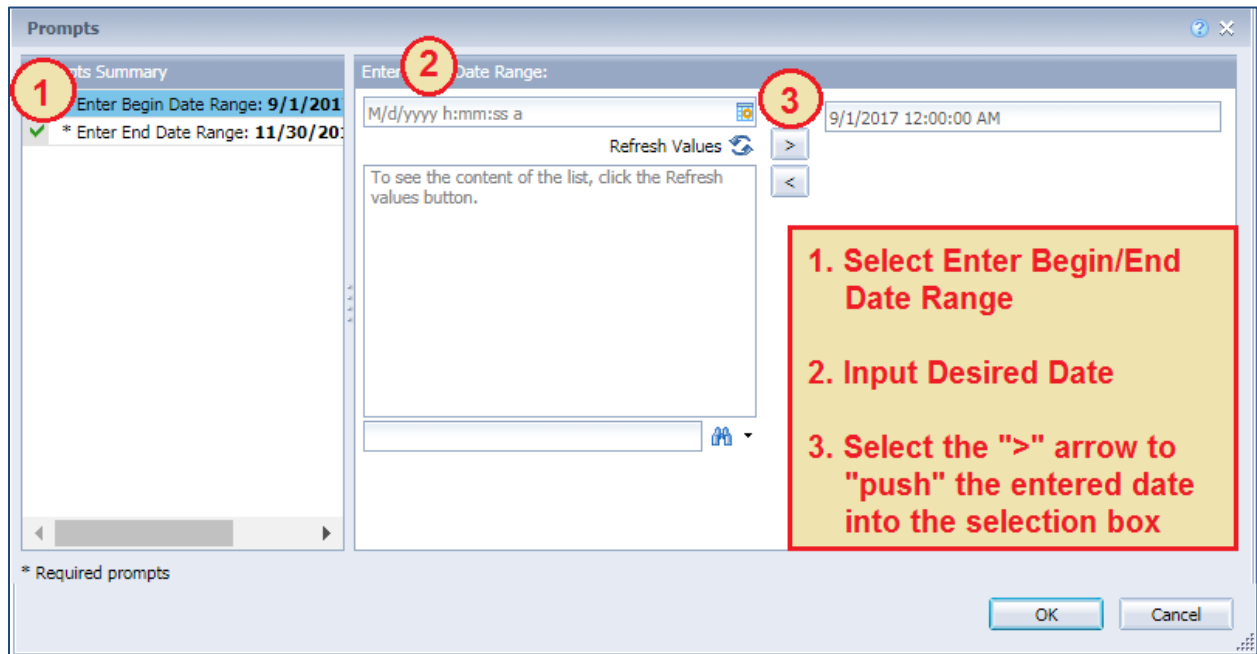 Prompts
pts Summary
1
Enter Begin Date Range: 9/1/201
* Enter End Date Range: 11/30/20
Enter
2
Date Range:
M/d/yyyy h:mm:ss a
Refresh Values
To see the content of the list, click the Refresh
values button.
3
>
<
9/1/2017 12:00:00 AM
1. Select Enter Begin/End
Date Range
2. Input Desired Date
3. Select the ">" arrow to
"push" the entered date
into the selection box
* Required prompts
OK
Cancel